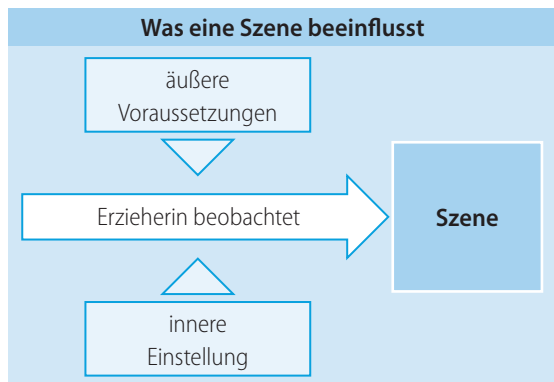 Was eine Szene beeinflusst
äußere
Voraussetzungen
Erzieherin beobachtet
Szene
innere
Einstellung